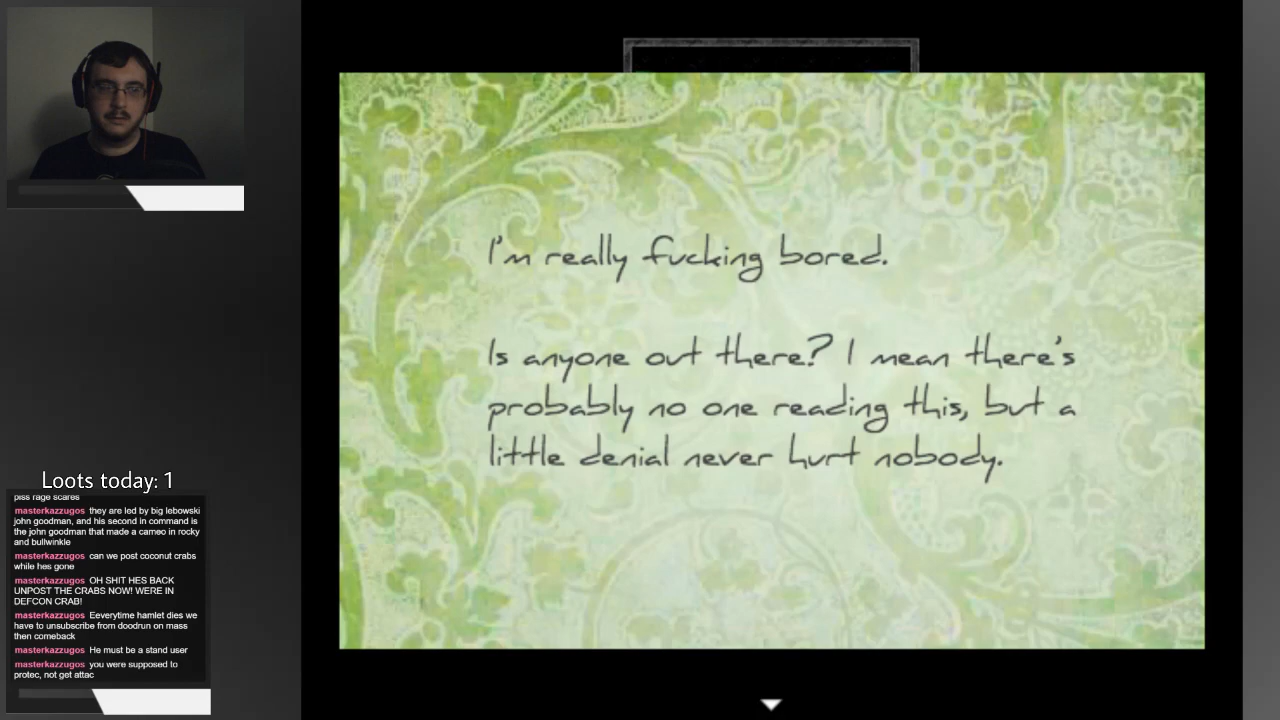 I'm really fucking bored.
Is anyone out there? I mean there's
probably no one reading this, but a
little denial never hurt nobody.
Loots today: 1
piss rage scares
masterkazzugos they are led by big lebowski
john goodman, and his second in command is
the john goodman that made a cameo in rocky
and bullwinkle
masterkazzugos can we post coconut crabs
while hes gone
masterkazzugos OH SHIT HES BACK
UNPOST THE CRABS NOW! WERE IN
DEFCON CRAB!
masterkazzugos Eeverytime hamlet dies we
have to unsubscribe from doodrun on mass
then comeback
masterkazzugos He must be a stand user
masterkazzugos you were supposed to
protec, not get attac